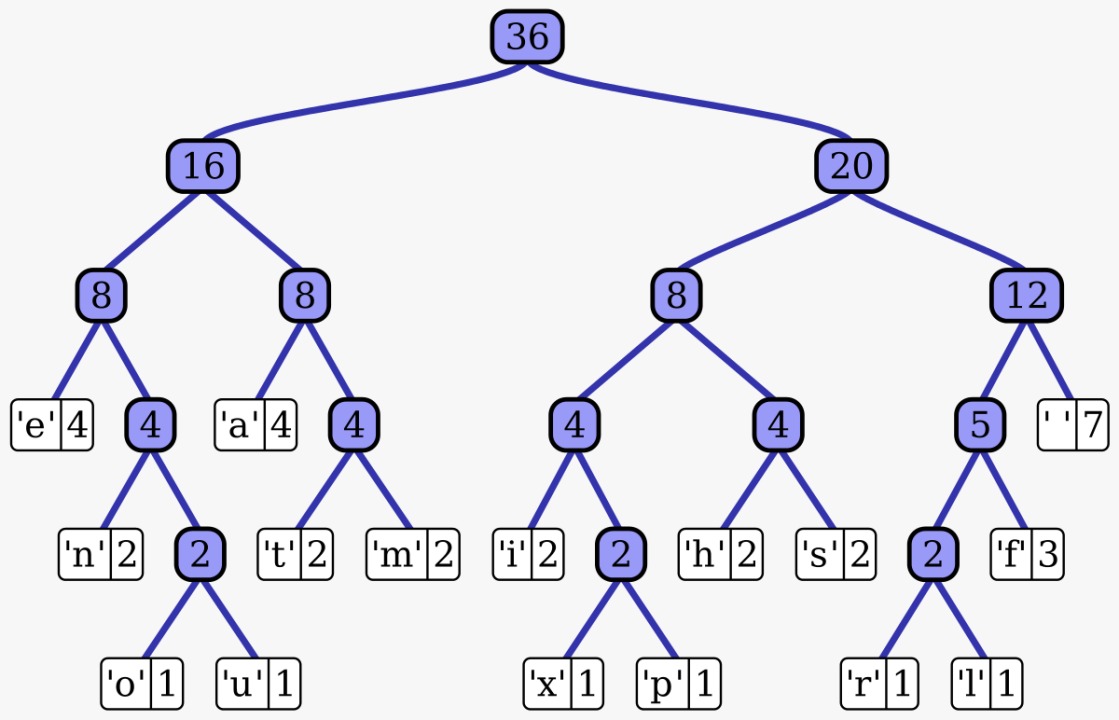 36
16 20
8 8 8 12
'e' 4 4 'a' 4 4 4 4 5 ' ' 7
'n' 2 2 't' 2 'm' 2 'i' 2 2 'h' 2 's' 2 2 'f' 3
'o' 1 'u' 1 'x' 1 'p' 1 'r' 1 'l' 1